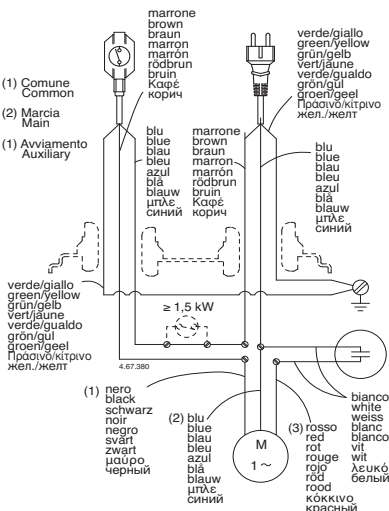 marrone
brown
braun
marron
marrón
rödbrun
bruin
Καφέ
корич
verde/giallo
green/yellow
grün/gelb
vert/jaune
verde/gualdo
grön/gul
groen/geel
Πράσινο/κίτρινο
жел./желт
(1) Comune
Common
(2) Marcia
Main
(1) Avviamento
Auxiliary
blu
blue
blau
bleu
azul
blå
blauw
μπλε
синий
marrone
brown
braun
marron
marrón
rödbrun
bruin
Καφέ
корич
blu
blue
blau
bleu
azul
blå
blauw
μπλε
синий
verde/giallo
green/yellow
grün/gelb
vert/jaune
verde/gualdo
grön/gul
groen/geel
Πράσινο/κίτρινο
жел./желт
≥ 1,5 kW
4.67.380
(1) nero
black
schwarz
noir
negro
svart
zwart
μαύρο
черный
(2) blu
blue
blau
bleu
azul
blå
blauw
μπλε
синий
M
1 ~
(3) rosso
red
rot
rouge
rojo
röd
rood
κόκκινο
красный
bianco
white
weiss
blanc
blanco
vit
wit
λευκό
белый